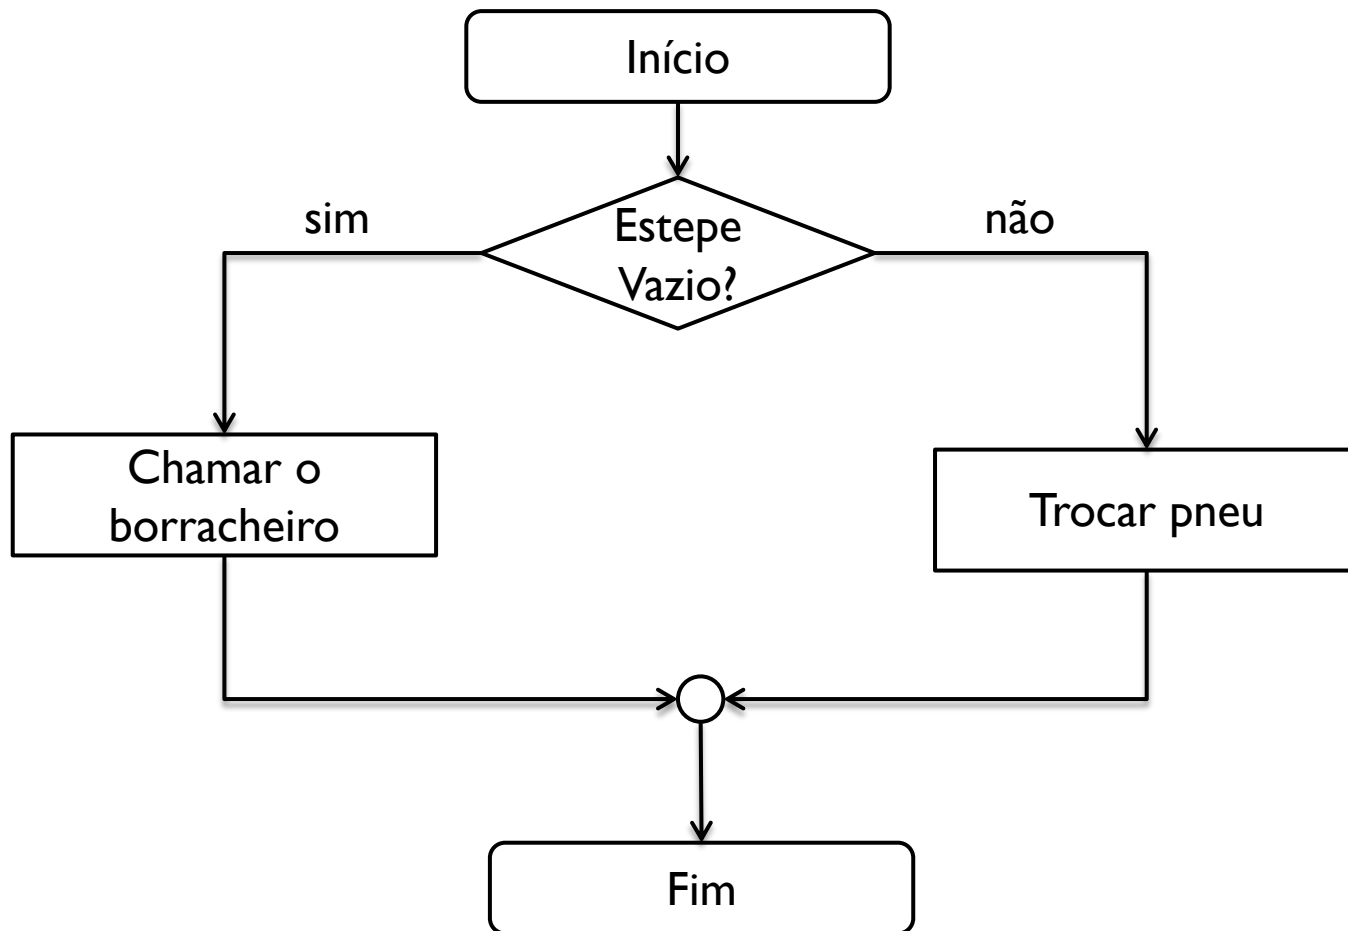 Início
sim
Estepe
Vazio?
não
Chamar o
borracheiro
Trocar pneu
Fim